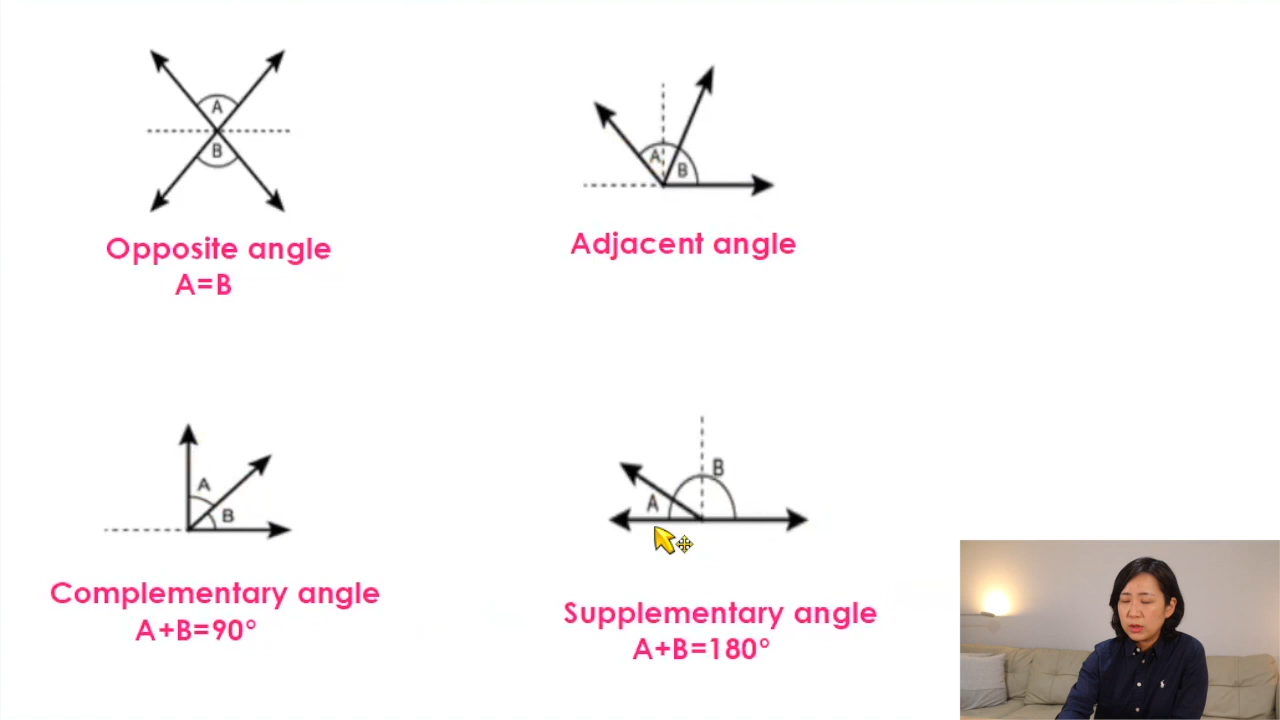 A
B
Opposite angle
A=B
A
B
Adjacent angle
A
B
Complementary angle
A+B=90°
B
A
Supplementary angle
A+B=180°